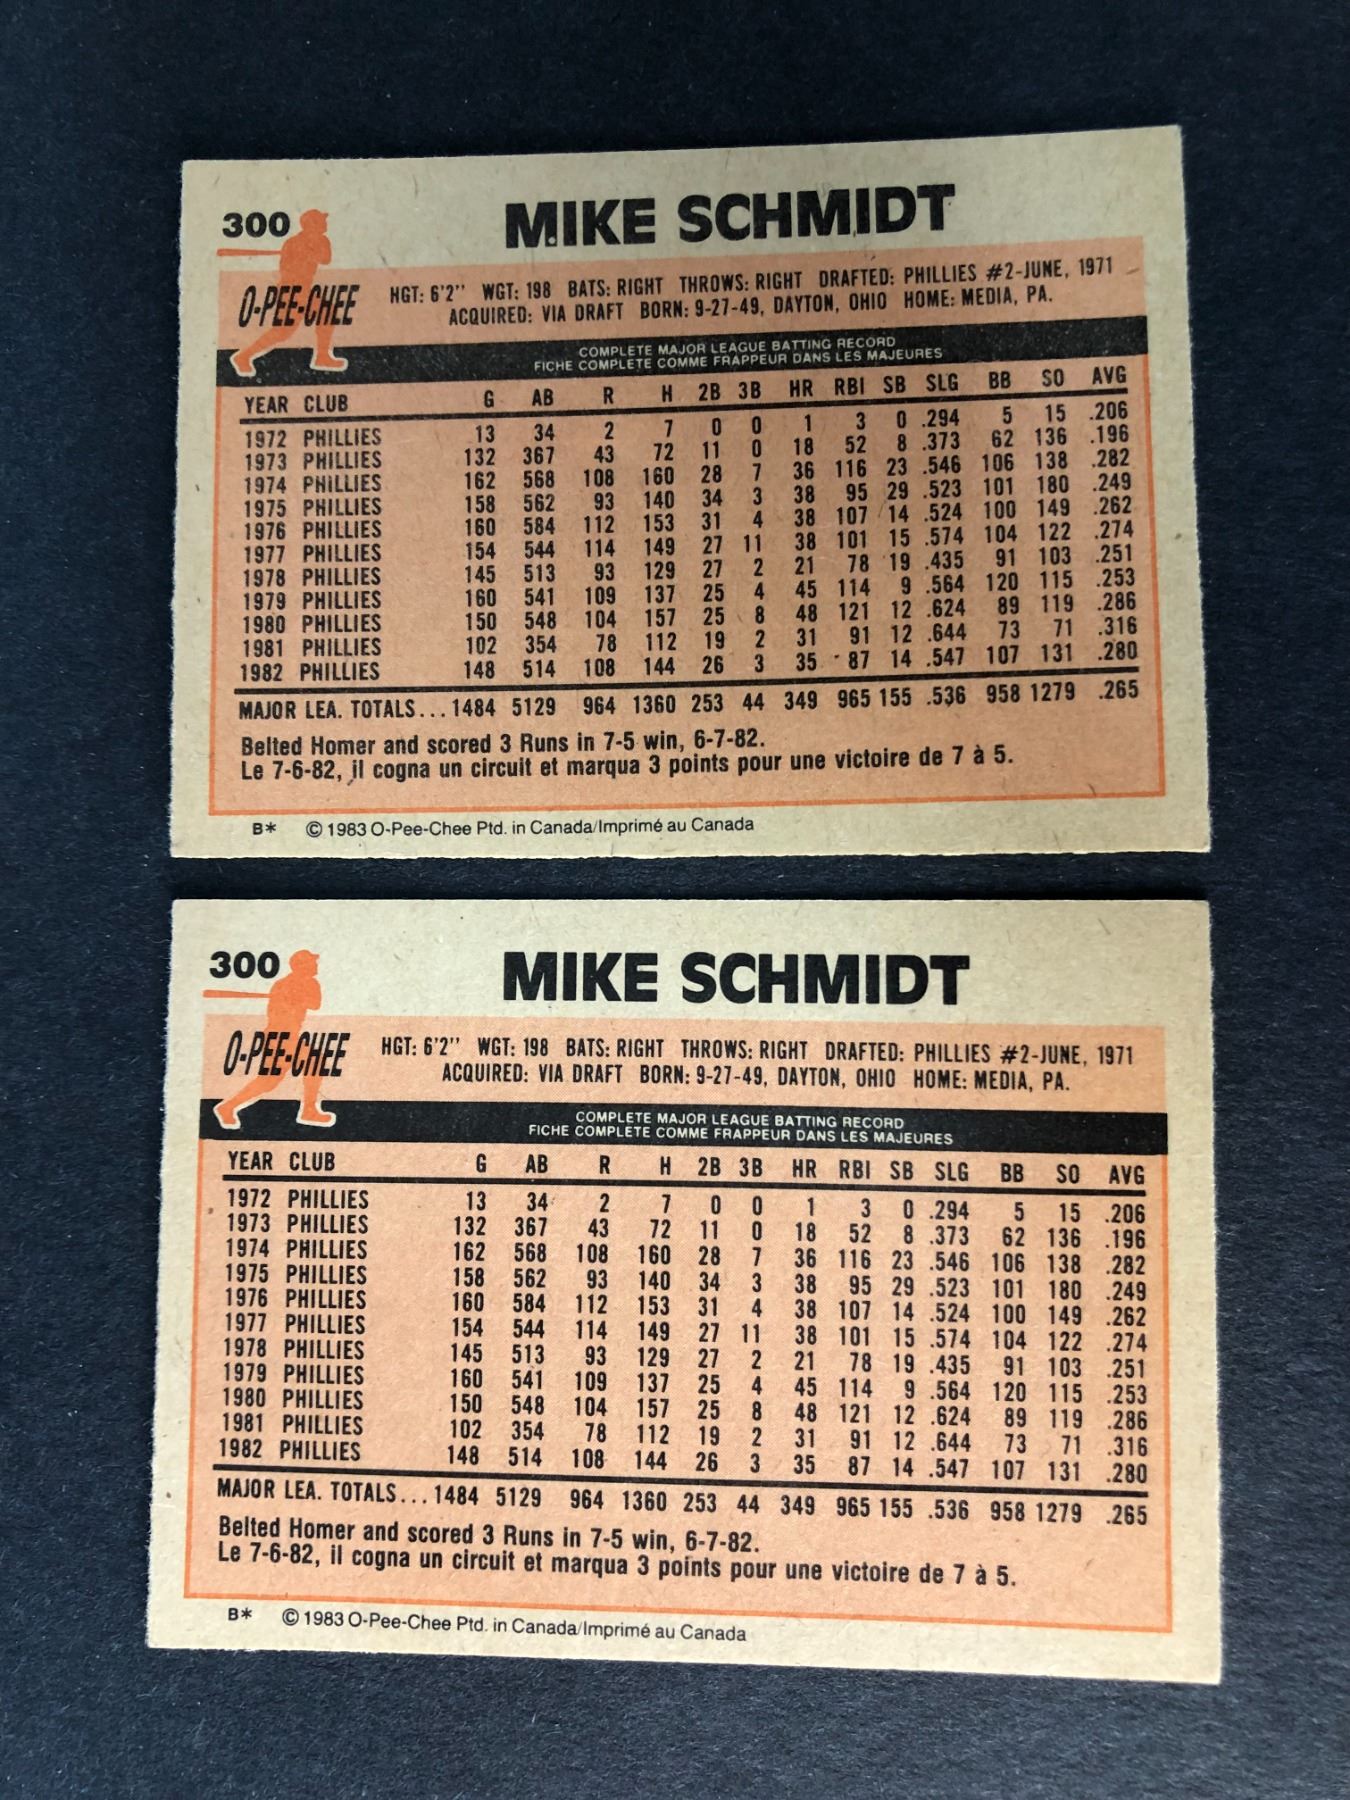 300
MIKE SCHMIDT
O-PEE-CHEE
HGT: 6'2'' WGT: 198 BATS: RIGHT THROWS: RIGHT DRAFTED: PHILLIES #2-JUNE, 1971
ACQUIRED: VIA DRAFT BORN: 9-27-49, DAYTON, OHIO HOME: MEDIA, PA.
COMPLETE MAJOR LEAGUE BATTING RECORD
FICHE COMPLETE COMME FRAPPEUR DANS LES MAJEURES
YEAR CLUB G AB R H 2B 3B HR RBI SB SLG BB SO AVG
1972 PHILLIES 13 34 2 7 0 0 1 3 0 .294 5 15 .206
1973 PHILLIES 132 367 43 72 11 0 18 52 8 .373 62 136 .196
1974 PHILLIES 162 568 108 160 28 7 36 116 23 .546 106 138 .282
1975 PHILLIES 158 562 93 140 34 3 38 95 29 .523 101 180 .249
1976 PHILLIES 160 584 112 153 31 4 38 107 14 .524 100 149 .262
1977 PHILLIES 154 544 114 149 27 11 38 101 15 .574 104 122 .274
1978 PHILLIES 145 513 93 129 27 2 21 78 19 .435 91 103 .251
1979 PHILLIES 160 541 109 137 25 4 45 114 9 .564 120 115 .253
1980 PHILLIES 150 548 104 157 25 8 48 121 12 .624 89 119 .286
1981 PHILLIES 102 354 78 112 19 2 31 91 12 .644 73 71 .316
1982 PHILLIES 148 514 108 144 26 3 35 87 14 .547 107 131 .280
MAJOR LEA. TOTALS... 1484 5129 964 1360 253 44 349 965 155 .536 958 1279 .265
Belted Homer and scored 3 Runs in 7-5 win, 6-7-82.
Le 7-6-82, il cogna un circuit et marqua 3 points pour une victoire de 7 à 5.
B* © 1983 O-Pee-Chee Ptd. in Canada/Imprimé au Canada
300
MIKE SCHMIDT
O-PEE-CHEE
HGT: 6'2'' WGT: 198 BATS: RIGHT THROWS: RIGHT DRAFTED: PHILLIES #2-JUNE, 1971
ACQUIRED: VIA DRAFT BORN: 9-27-49, DAYTON, OHIO HOME: MEDIA, PA.
COMPLETE MAJOR LEAGUE BATTING RECORD
FICHE COMPLETE COMME FRAPPEUR DANS LES MAJEURES
YEAR CLUB G AB R H 2B 3B HR RBI SB SLG BB SO AVG
1972 PHILLIES 13 34 2 7 0 0 1 3 0 .294 5 15 .206
1973 PHILLIES 132 367 43 72 11 0 18 52 8 .373 62 136 .196
1974 PHILLIES 162 568 108 160 28 7 36 116 23 .546 106 138 .282
1975 PHILLIES 158 562 93 140 34 3 38 95 29 .523 101 180 .249
1976 PHILLIES 160 584 112 153 31 4 38 107 14 .524 100 149 .262
1977 PHILLIES 154 544 114 149 27 11 38 101 15 .574 104 122 .274
1978 PHILLIES 145 513 93 129 27 2 21 78 19 .435 91 103 .251
1979 PHILLIES 160 541 109 137 25 4 45 114 9 .564 120 115 .253
1980 PHILLIES 150 548 104 157 25 8 48 121 12 .624 89 119 .286
1981 PHILLIES 102 354 78 112 19 2 31 91 12 .644 73 71 .316
1982 PHILLIES 148 514 108 144 26 3 35 87 14 .547 107 131 .280
MAJOR LEA. TOTALS... 1484 5129 964 1360 253 44 349 965 155 .536 958 1279 .265
Belted Homer and scored 3 Runs in 7-5 win, 6-7-82.
Le 7-6-82, il cogna un circuit et marqua 3 points pour une victoire de 7 à 5.
B* © 1983 O-Pee-Chee Ptd. in Canada/Imprimé au Canada